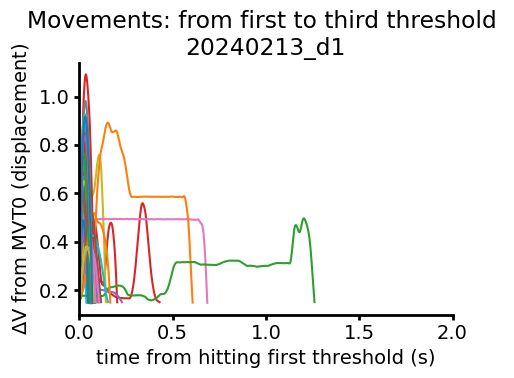 Movements: from first to third threshold
20240213_d1
ΔV from MVT0 (displacement)
1.0
0.8
0.6
0.4
0.2
0.0
0.5
1.0
1.5
2.0
time from hitting first threshold (s)